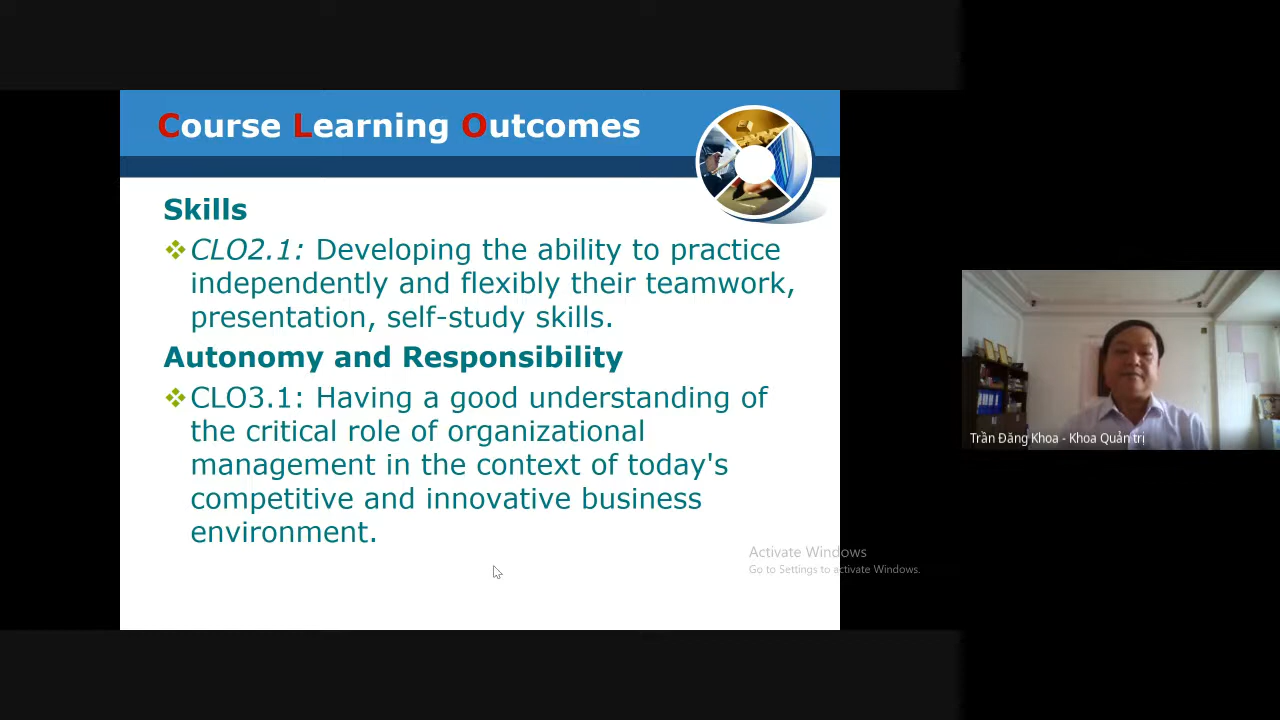 Course Learning Outcomes
Skills
CLO2.1: Developing the ability to practice
independently and flexibly their teamwork,
presentation, self-study skills.
Autonomy and Responsibility
CLO3.1: Having a good understanding of
the critical role of organizational
management in the context of today's
competitive and innovative business
environment.
Activate Windows
Go to Settings to activate Windows.
Trần Đăng Khoa - Khoa Quản trị